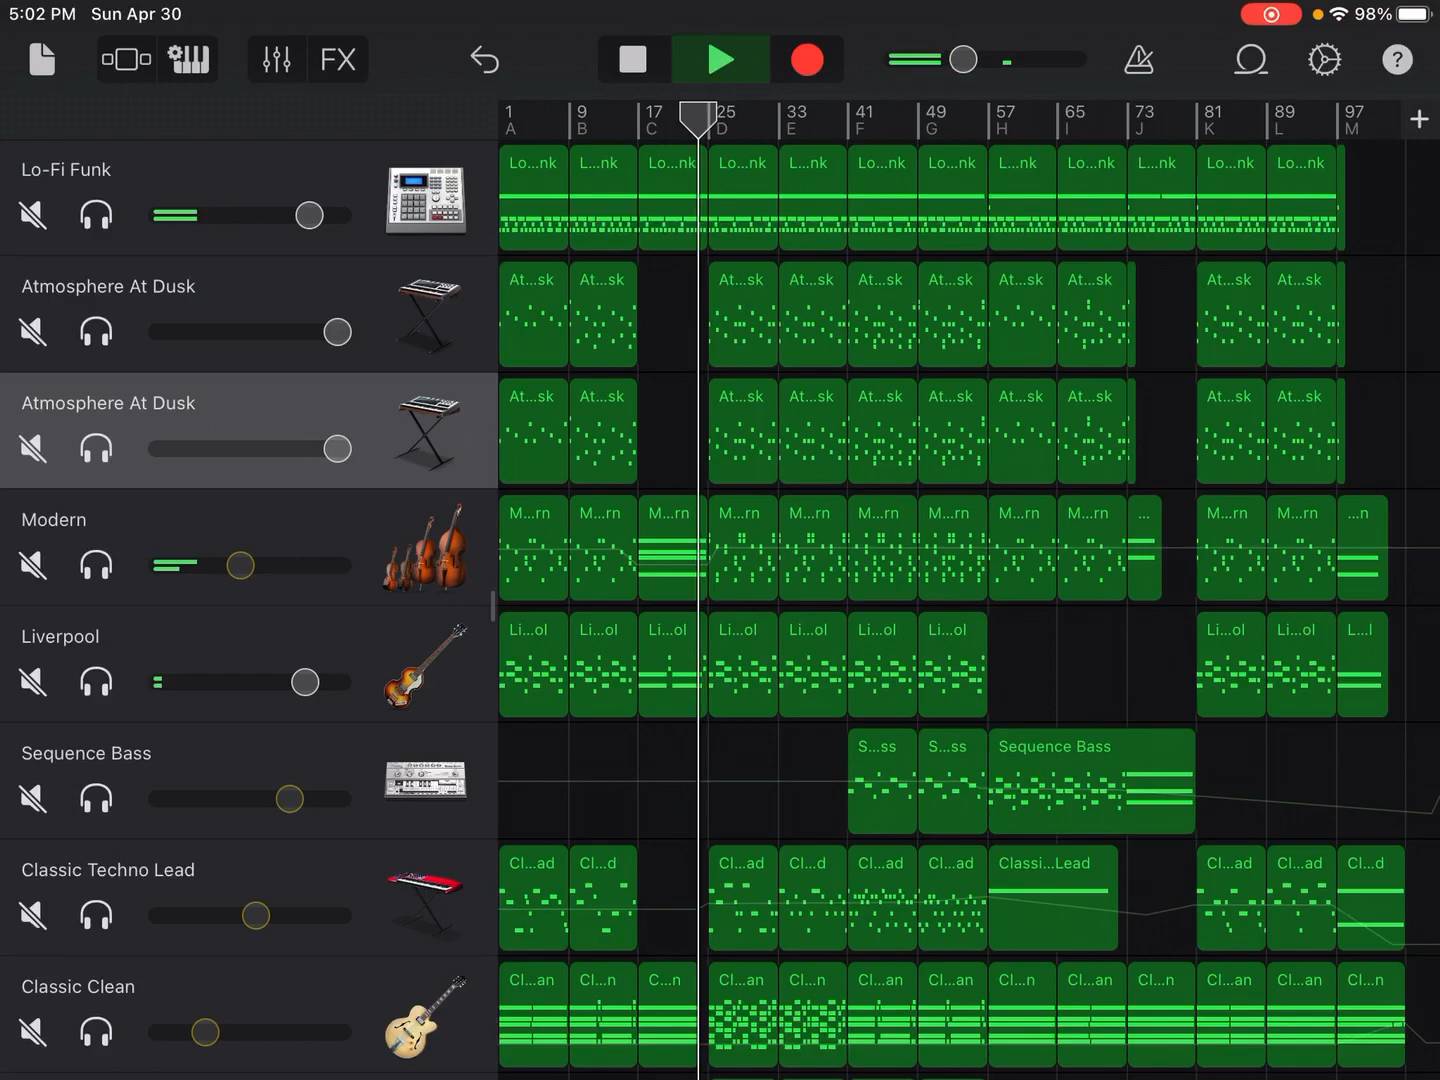 5:02 PM Sun Apr 30 98%
FX ?
1 9 17 25 33 41 49 57 65 73 81 89 97 +
A B C D E F G H I J K L M
Lo-Fi Funk
Lo...nk L...nk Lo...nk Lo...nk L...nk Lo...nk Lo...nk L...nk Lo...nk L...nk Lo...nk Lo...nk
Atmosphere At Dusk
At...sk At...sk At...sk At...sk At...sk At...sk At...sk At...sk At...sk At...sk
Atmosphere At Dusk
At...sk At...sk At...sk At...sk At...sk At...sk At...sk At...sk At...sk At...sk
Modern
M...rn M...rn M...rn M...rn M...rn M...rn M...rn M...rn M...rn ... M...rn M...rn ...n
Liverpool
Li...ol Li...ol Li...ol Li...ol Li...ol Li...ol Li...ol Li...ol Li...ol L...l
Sequence Bass
S...ss S...ss Sequence Bass
Classic Techno Lead
Cl...ad Cl...d Cl...ad Cl...d Cl...ad Cl...ad Classi...Lead Cl...ad Cl...ad Cl...d
Classic Clean
Cl...an Cl...n C...n Cl...an Cl...n Cl...an Cl...an Cl...n Cl...an Cl...n Cl...an Cl...an Cl...n